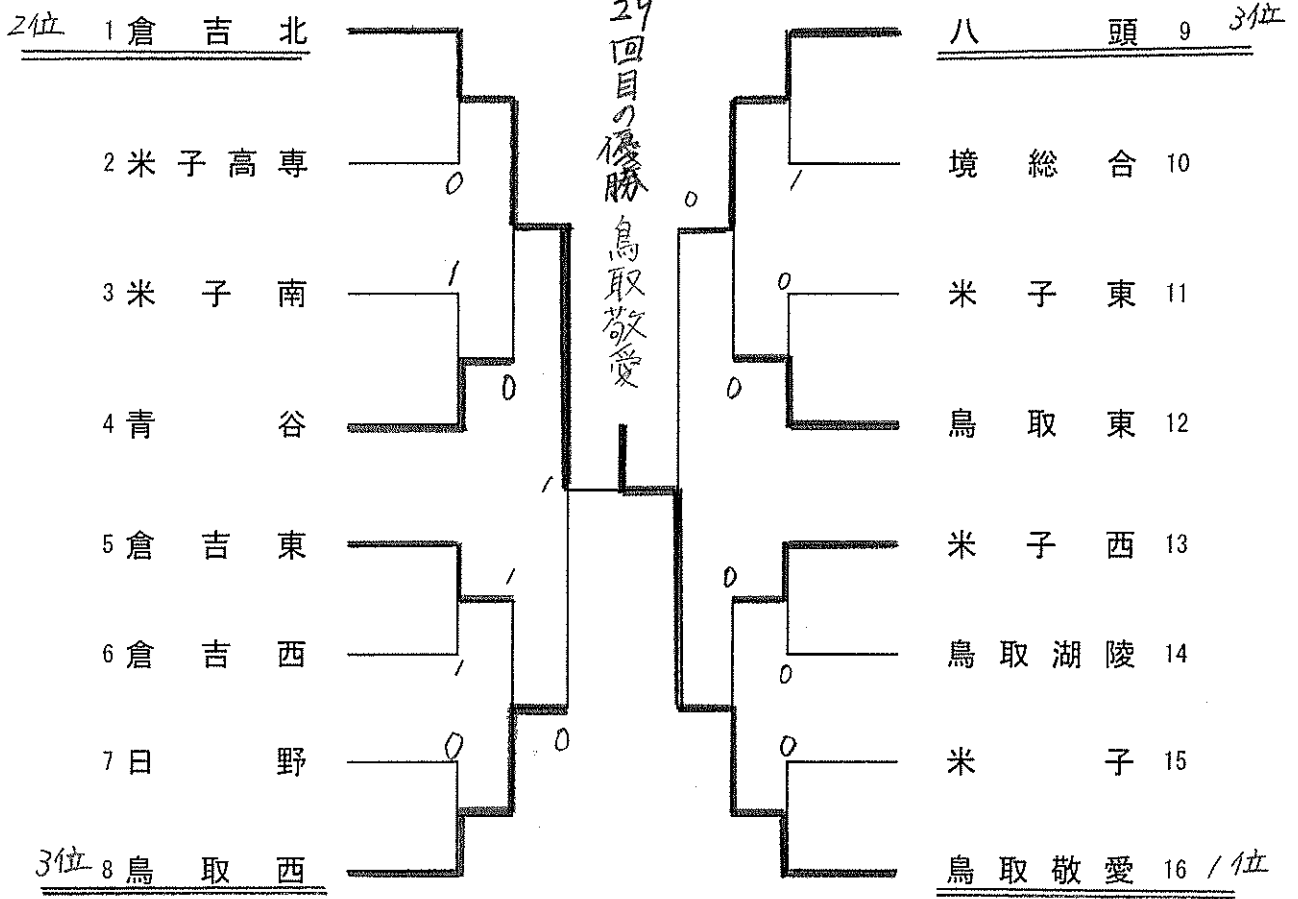 2位 1 倉吉北
0
2 米子高専
1
3 米子南
0
4 青谷
1
5 倉吉東
1
6 倉吉西
1
7 日野
0
0
3位 8 鳥取西
回目の優勝 鳥取敬愛
八頭 9 3位
1
境総合 10
0
0
米子東 11
0
鳥取東 12
米子西 13
0
鳥取湖陵 14
0
米子 15
0
鳥取敬愛 16 1位